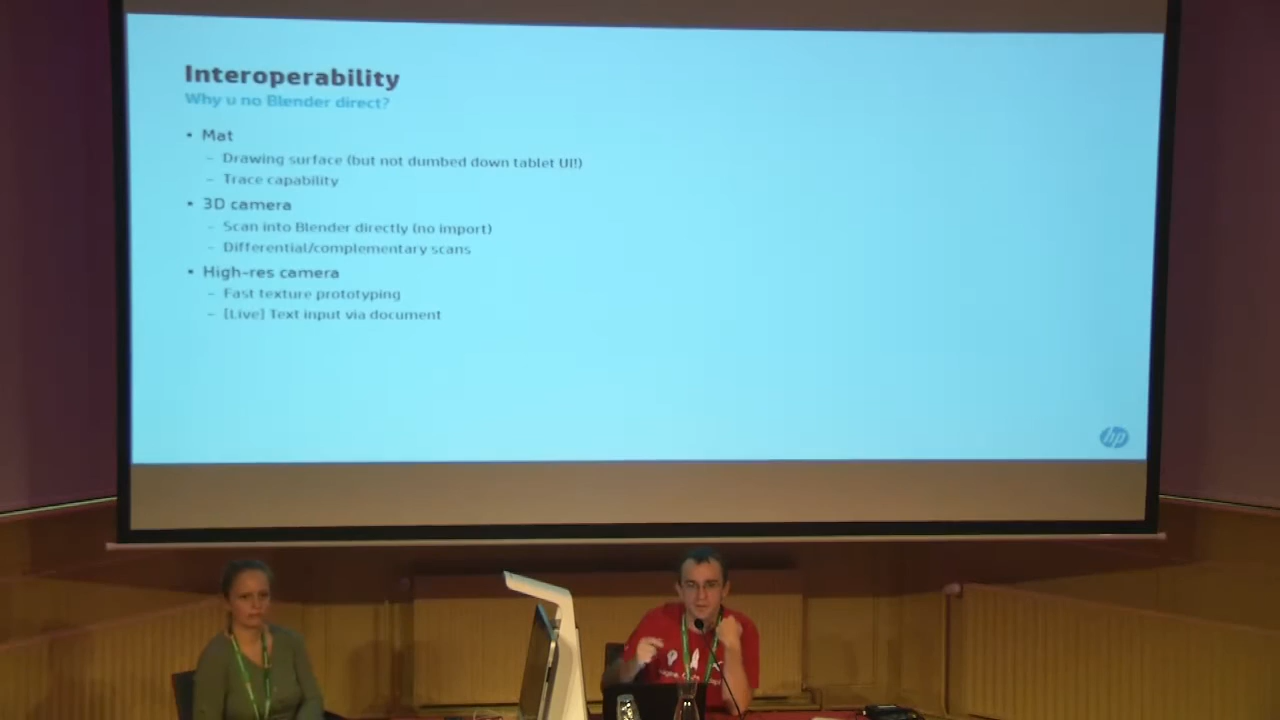 Interoperability
Why u no Blender direct?
• Mat
– Drawing surface (but not dumbed down tablet UI!)
– Trace capability
• 3D camera
– Scan into Blender directly (no import)
– Differential/complementary scans
• High-res camera
– Fast texture prototyping
– [Live] Text input via document
hp